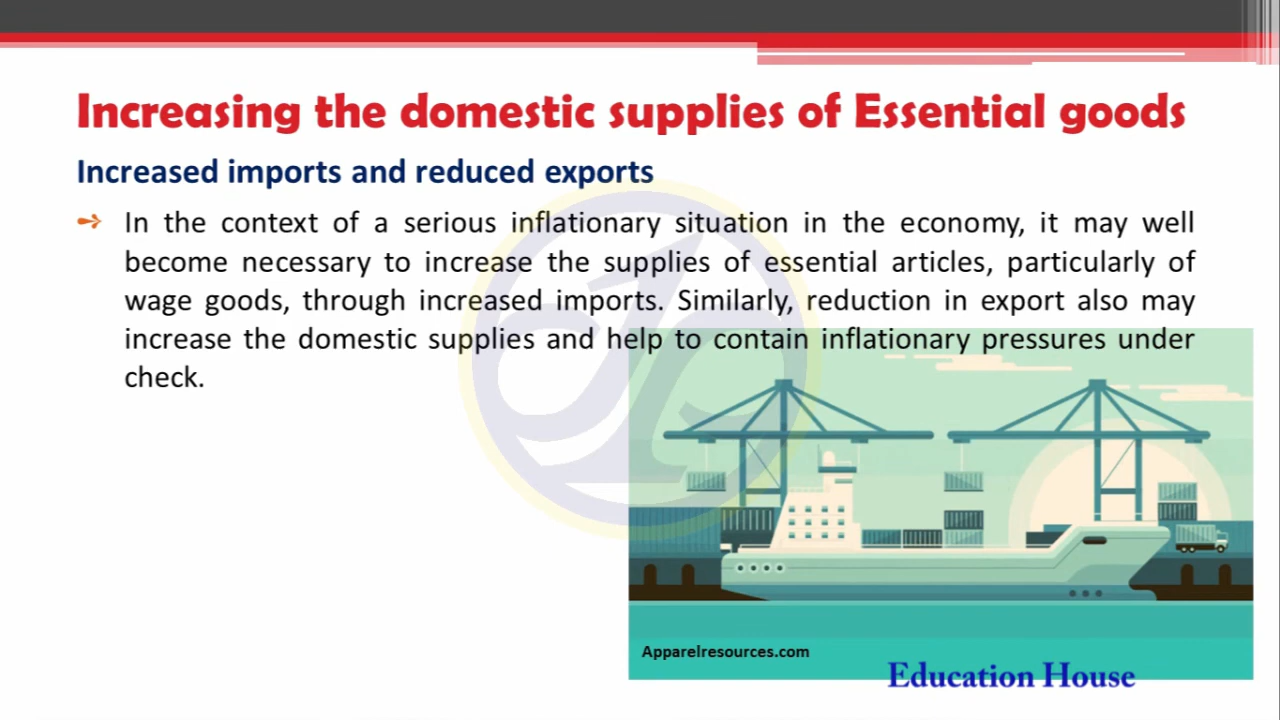 Increasing the domestic supplies of Essential goods
Increased imports and reduced exports
In the context of a serious inflationary situation in the economy, it may well
become necessary to increase the supplies of essential articles, particularly of
wage goods, through increased imports. Similarly, reduction in export also may
increase the domestic supplies and help to contain inflationary pressures under
check.
Apparelresources.com
Education House